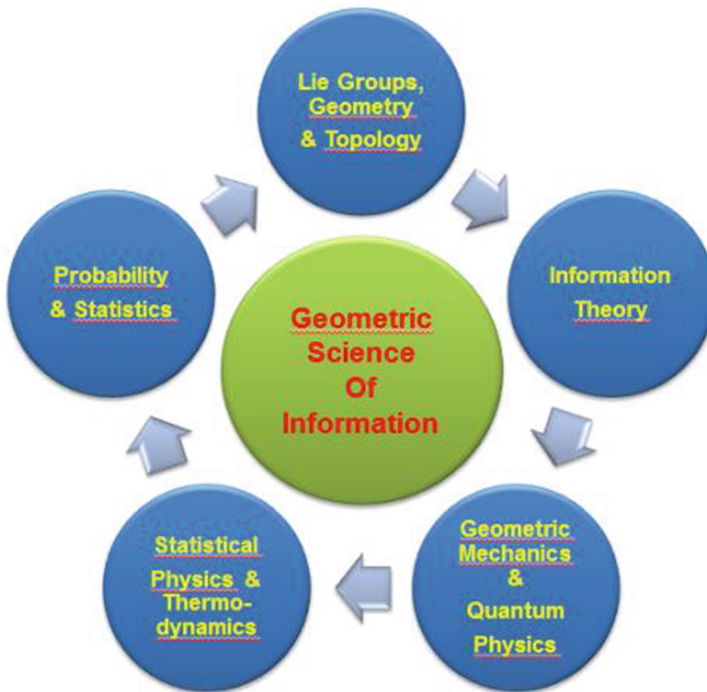 Lie Groups,
Geometry
& Topology
Probability
& Statistics
Geometric
Science
Of
Information
Information
Theory
Statistical
Physics &
Thermo-
dynamics
Geometric
Mechanics
&
Quantum
Physics